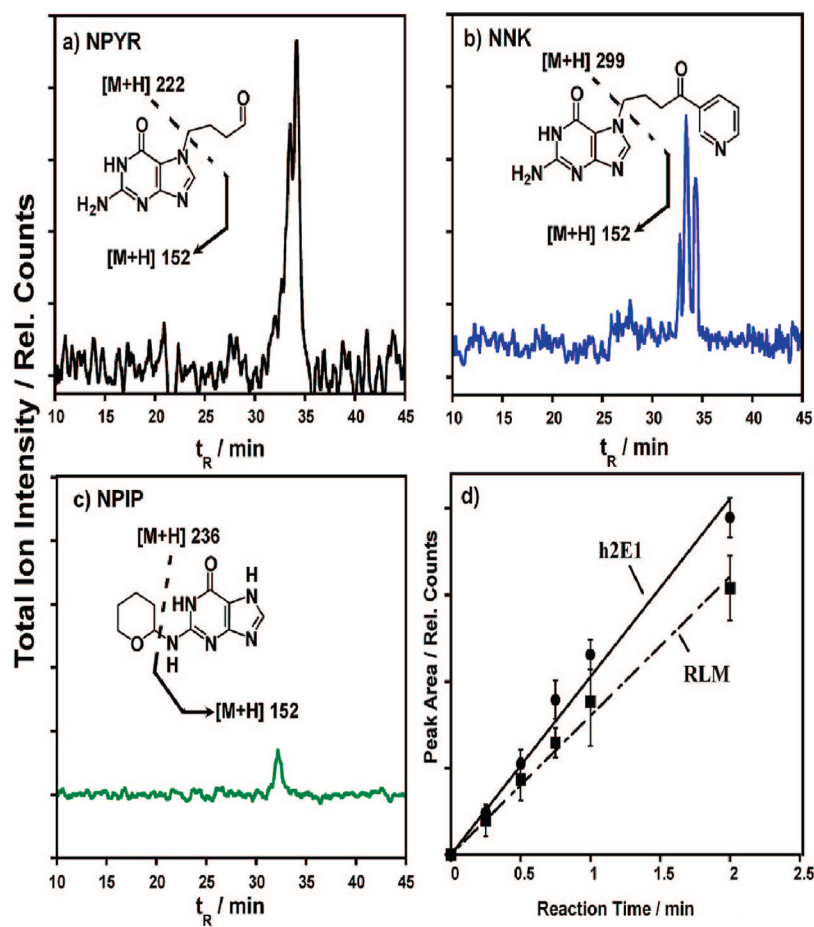 Total Ion Intensity / Rel. Counts
a) NPYR
[M+H] 222
O
O
HN
N
H₂N
N
N
[M+H] 152
10 15 20 25 30 35 40 45
t_R / min
b) NNK
[M+H] 299
O
O
HN
N
N
H₂N
N
N
[M+H] 152
10 15 20 25 30 35 40 45
t_R / min
c) NPIP
[M+H] 236
O
H
HN
N
O
N
N
N
H
[M+H] 152
10 15 20 25 30 35 40 45
t_R / min
d)
h2E1
RLM
Peak Area / Rel. Counts
0 0.5 1 1.5 2 2.5
Reaction Time / min